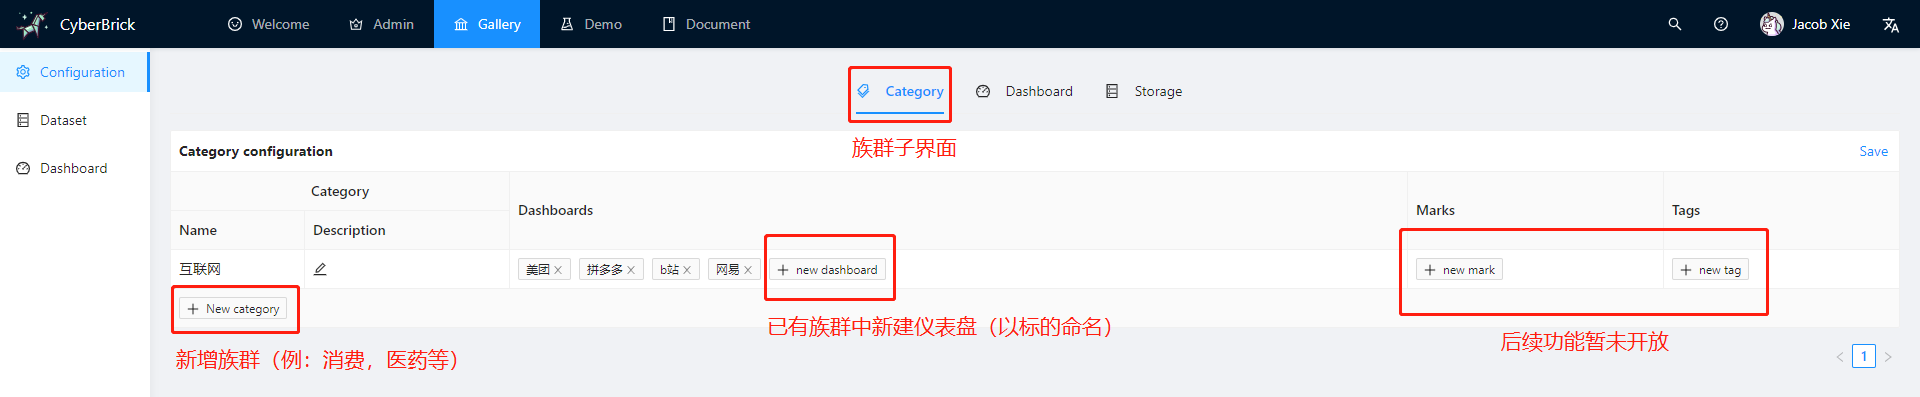 CyberBrick Welcome Admin Gallery Demo Document Jacob Xie
Configuration
Dataset
Dashboard
Category Dashboard Storage
族群子界面
Category configuration Save
Category
Dashboards Marks Tags
Name Description
互联网 美团 拼多多 b站 网易 + new dashboard + new mark + new tag
+ New category
已有族群中新建仪表盘（以标的命名）
后续功能暂未开放
新增族群（例：消费，医药等）
1